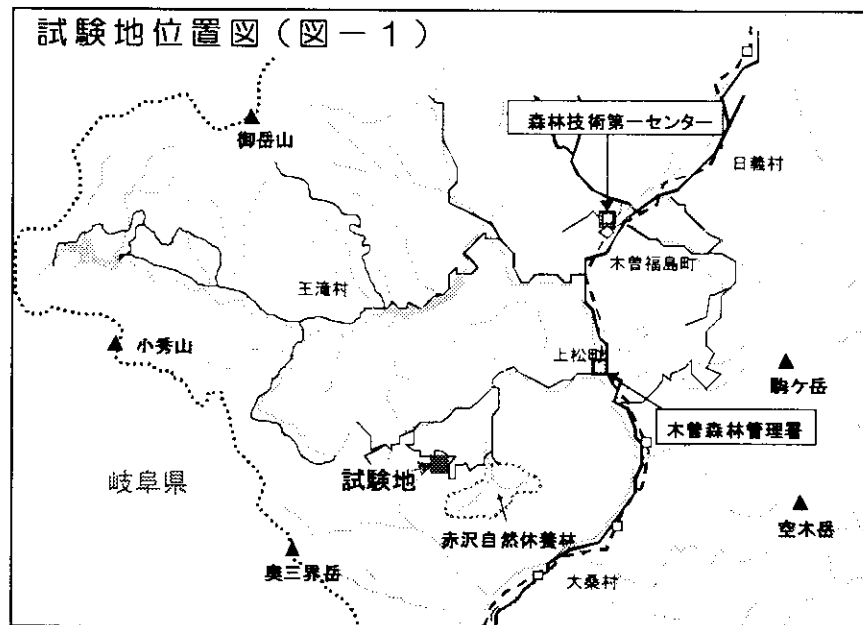 試験地位置図（図－１）
御岳山
森林技術第一センター
日義村
木曽福島町
王滝村
小秀山
上松町
駒ケ岳
木曽森林管理署
試験地
岐阜県
赤沢自然休養林
空木岳
奥三界岳
大桑村